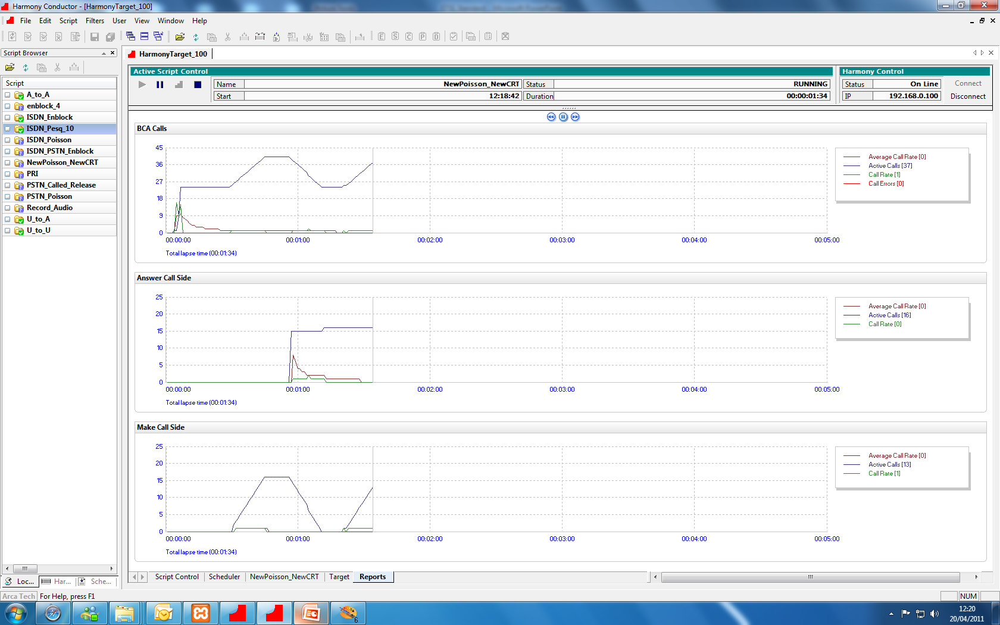 Harmony Conductor - [HarmonyTarget_100]
File Edit Script Filters User View Window Help
E S C P D
Script Browser
HarmonyTarget_100
Script
A_to_A
enblock_4
ISDN_Enblock
ISDN_Pesq_10
ISDN_Poisson
ISDN_PSTN_Enblock
NewPoisson_NewCRT
PRI
PSTN_Called_Release
PSTN_Poisson
Record_Audio
U_to_A
U_to_U
Loc... Har... Sche...
Active Script Control
Name NewPoisson_NewCRT Status RUNNING
Start 12:18:42 Duration 00:00:01:34
Harmony Control
Status On Line Connect
IP 192.168.0.100 Disconnect
BCA Calls
45
36
27
18
9
0
00:00:00 00:01:00 00:02:00 00:03:00 00:04:00 00:05:00
Total lapse time (00:01:34)
Average Call Rate [0]
Active Calls [37]
Call Rate [1]
Call Errors [0]
Answer Call Side
25
20
15
10
5
0
00:00:00 00:01:00 00:02:00 00:03:00 00:04:00 00:05:00
Total lapse time (00:01:34)
Average Call Rate [0]
Active Calls [16]
Call Rate [0]
Make Call Side
25
20
15
10
5
0
00:00:00 00:01:00 00:02:00 00:03:00 00:04:00 00:05:00
Total lapse time (00:01:34)
Average Call Rate [0]
Active Calls [13]
Call Rate [1]
Script Control Scheduler NewPoisson_NewCRT Target Reports
Arca Tech For Help, press F1 NUM
6
12:20
20/04/2011